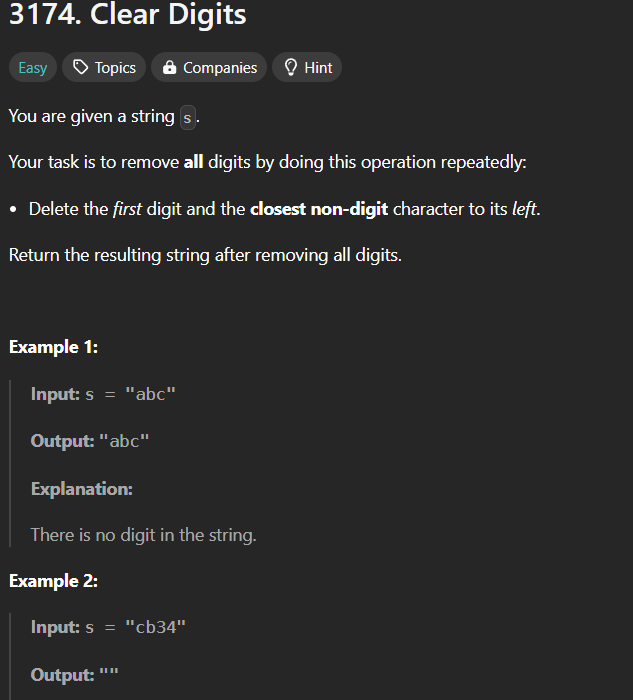 3174. Clear Digits
Easy Topics Companies Hint
You are given a string s.
Your task is to remove all digits by doing this operation repeatedly:
• Delete the first digit and the closest non-digit character to its left.
Return the resulting string after removing all digits.
Example 1:
Input: s = "abc"
Output: "abc"
Explanation:
There is no digit in the string.
Example 2:
Input: s = "cb34"
Output: ""